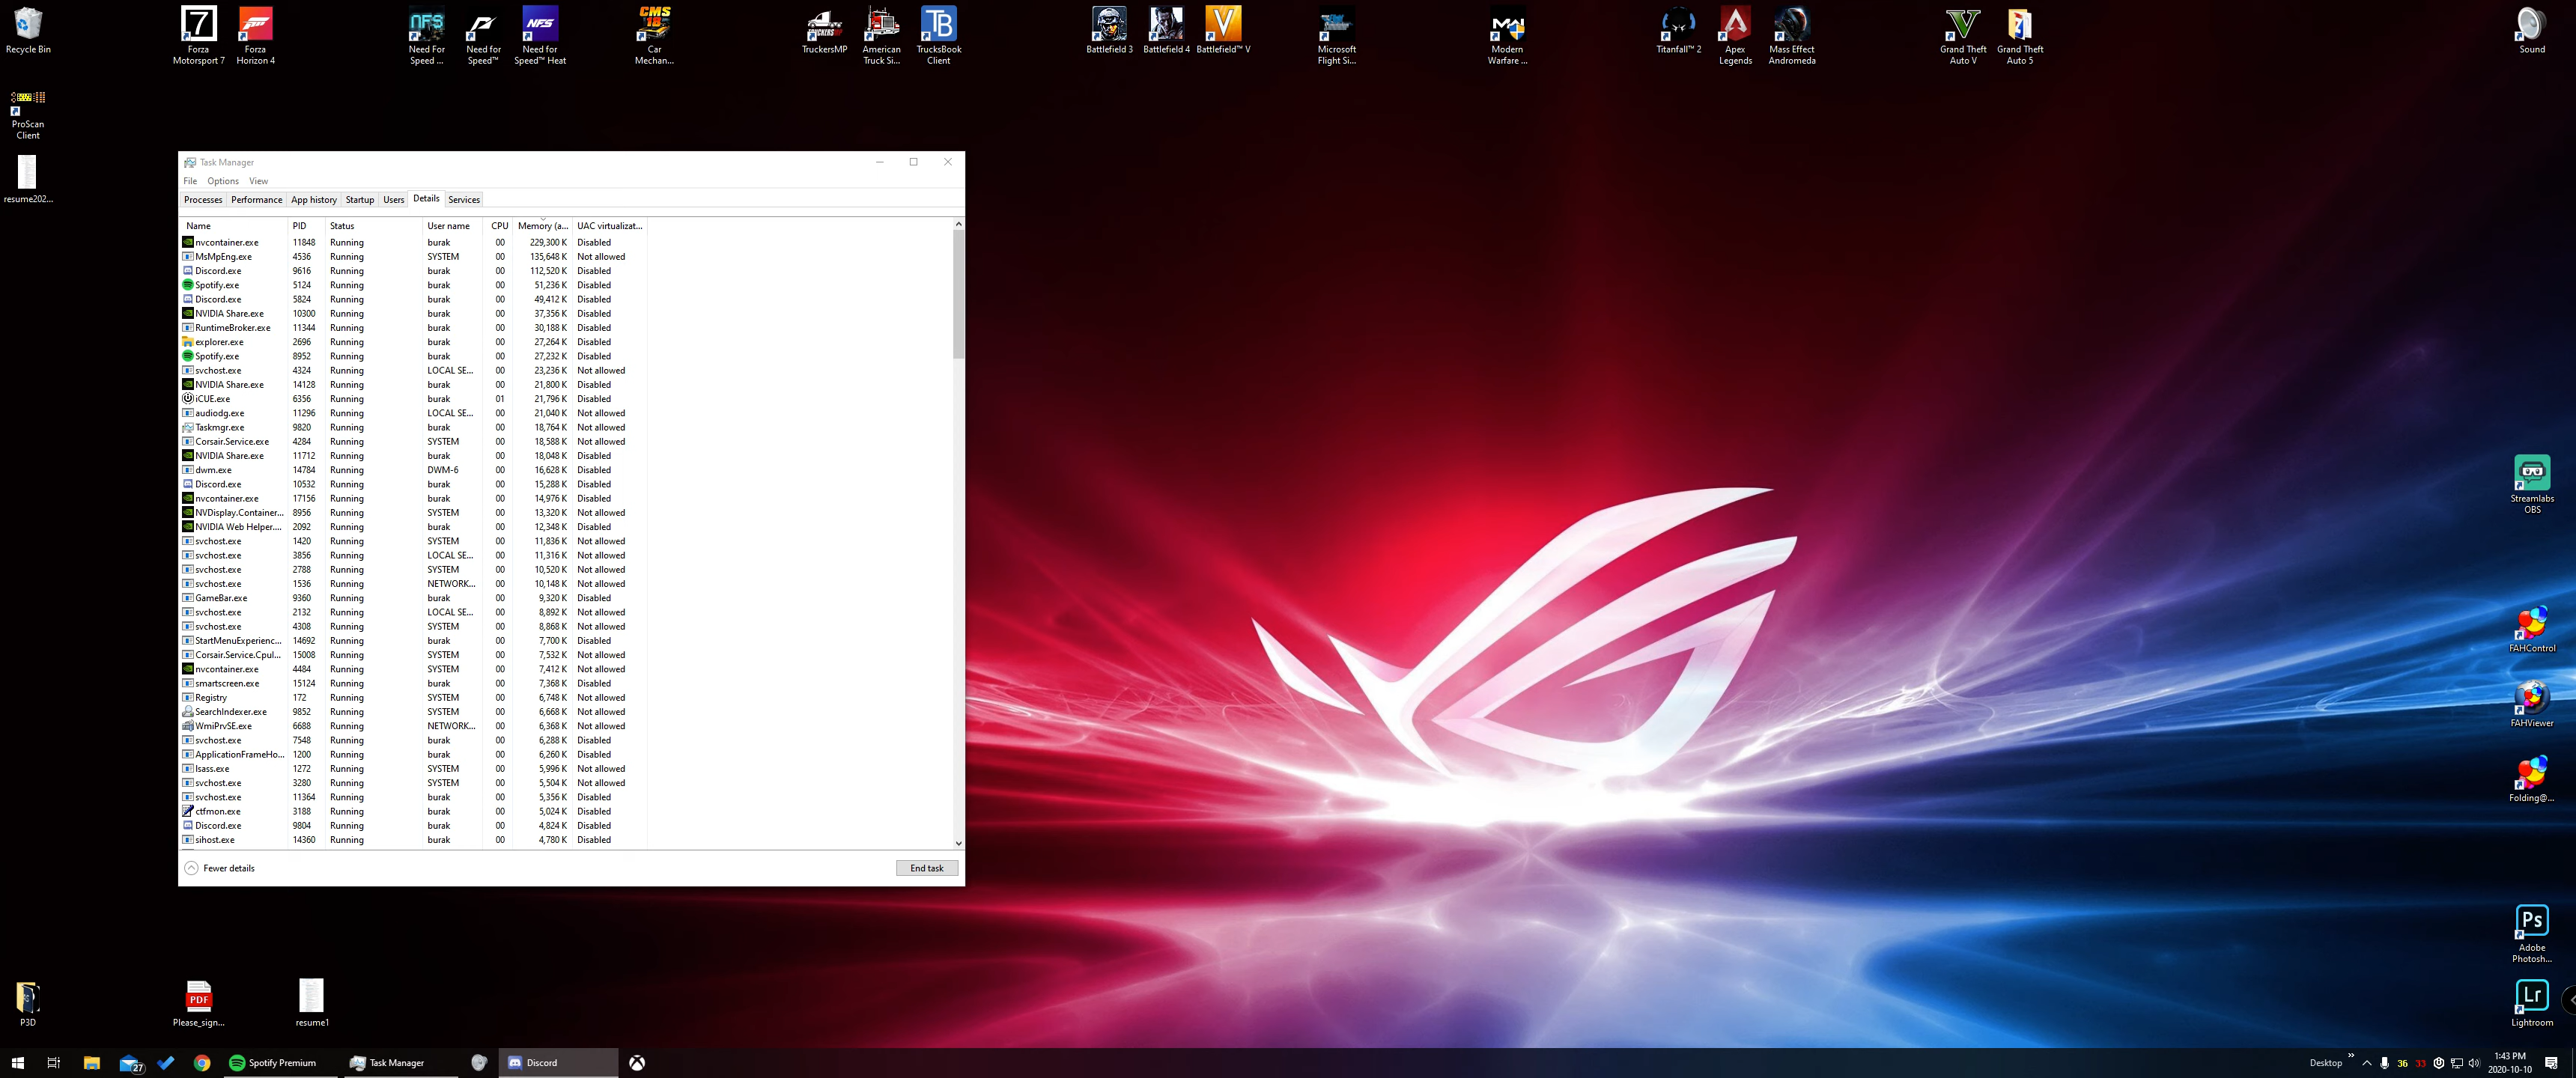 Recycle Bin
7
Forza
Motorsport 7
Forza
Horizon 4
NFS
Need For
Speed ...
Need for
Speed™
NFS
Need for
Speed™ Heat
CMS
'18
Car
Mechan...
TruckersMP
American
Truck Si...
TB
TrucksBook
Client
Battlefield 3
Battlefield 4
V
Battlefield™ V
Microsoft
Flight Si...
Modern
Warfare ...
Titanfall™ 2
Apex
Legends
Mass Effect
Andromeda
V
Grand Theft
Auto V
Grand Theft
Auto 5
Sound
ProScan
Client
resume202...
Task Manager
File Options View
Processes Performance App history Startup Users Details Services
Name PID Status User name CPU Memory (a... UAC virtualizat...
nvcontainer.exe 11848 Running burak 00 229,300 K Disabled
MsMpEng.exe 4536 Running SYSTEM 00 135,648 K Not allowed
Discord.exe 9616 Running burak 00 112,520 K Disabled
Spotify.exe 5124 Running burak 00 51,236 K Disabled
Discord.exe 5824 Running burak 00 49,412 K Disabled
NVIDIA Share.exe 10300 Running burak 00 37,356 K Disabled
RuntimeBroker.exe 11344 Running burak 00 30,188 K Disabled
explorer.exe 2696 Running burak 00 27,264 K Disabled
Spotify.exe 8952 Running burak 00 27,232 K Disabled
svchost.exe 4324 Running LOCAL SE... 00 23,236 K Not allowed
NVIDIA Share.exe 14128 Running burak 00 21,800 K Disabled
iCUE.exe 6356 Running burak 01 21,796 K Disabled
audiodg.exe 11296 Running LOCAL SE... 00 21,040 K Not allowed
Taskmgr.exe 9820 Running burak 00 18,764 K Not allowed
Corsair.Service.exe 4284 Running SYSTEM 00 18,588 K Not allowed
NVIDIA Share.exe 11712 Running burak 00 18,048 K Disabled
dwm.exe 14784 Running DWM-6 00 16,628 K Disabled
Discord.exe 10532 Running burak 00 15,288 K Disabled
nvcontainer.exe 17156 Running burak 00 14,976 K Disabled
NVDisplay.Container... 8956 Running SYSTEM 00 13,320 K Not allowed
NVIDIA Web Helper.... 2092 Running burak 00 12,348 K Disabled
svchost.exe 1420 Running SYSTEM 00 11,836 K Not allowed
svchost.exe 3856 Running LOCAL SE... 00 11,316 K Not allowed
svchost.exe 2788 Running SYSTEM 00 10,520 K Not allowed
svchost.exe 1536 Running NETWORK... 00 10,148 K Not allowed
GameBar.exe 9360 Running burak 00 9,320 K Disabled
svchost.exe 2132 Running LOCAL SE... 00 8,892 K Not allowed
svchost.exe 4308 Running SYSTEM 00 8,868 K Not allowed
StartMenuExperienc... 14692 Running burak 00 7,700 K Disabled
Corsair.Service.Cpul... 15008 Running SYSTEM 00 7,532 K Not allowed
nvcontainer.exe 4484 Running SYSTEM 00 7,412 K Not allowed
smartscreen.exe 15124 Running burak 00 7,368 K Disabled
Registry 172 Running SYSTEM 00 6,748 K Not allowed
SearchIndexer.exe 9852 Running SYSTEM 00 6,668 K Not allowed
WmiPrvSE.exe 6688 Running NETWORK... 00 6,368 K Not allowed
svchost.exe 7548 Running burak 00 6,288 K Disabled
ApplicationFrameHo... 1200 Running burak 00 6,260 K Disabled
lsass.exe 1272 Running SYSTEM 00 5,996 K Not allowed
svchost.exe 3280 Running SYSTEM 00 5,504 K Not allowed
svchost.exe 11364 Running burak 00 5,356 K Disabled
ctfmon.exe 3188 Running burak 00 5,024 K Disabled
Discord.exe 9804 Running burak 00 4,824 K Disabled
sihost.exe 14360 Running burak 00 4,780 K Disabled
Fewer details
End task
Streamlabs
OBS
FAHControl
FAHViewer
Folding@...
Ps
Adobe
Photosh...
Lr
Lightroom
P3D
PDF
Please_sign...
resume1
27
Spotify Premium
Task Manager
Discord
Desktop »
36
33
1:43 PM
2020-10-10